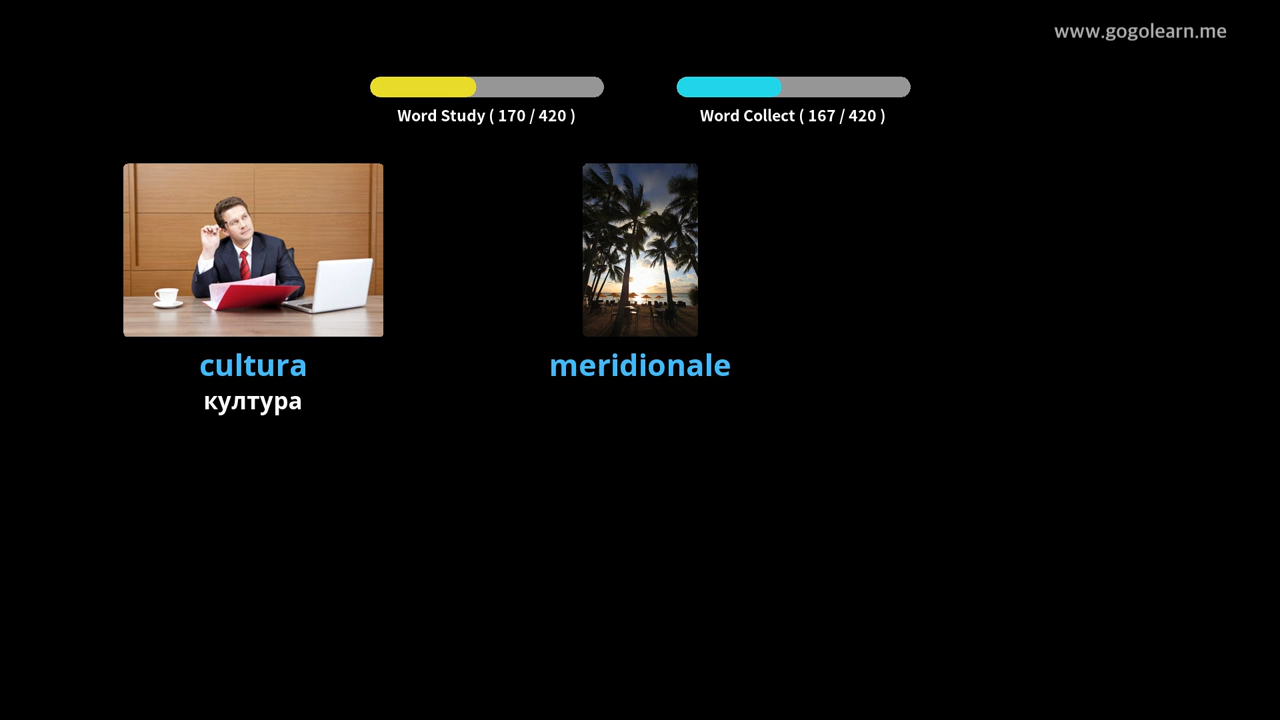 www.gogolearn.me
Word Study ( 170 / 420 )
Word Collect ( 167 / 420 )
cultura
култура
meridionale